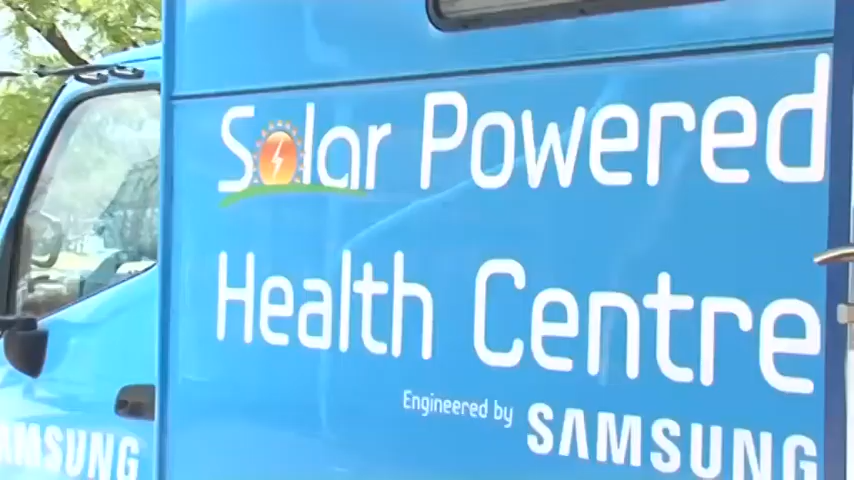 Solar Powered
Health Centre
Engineered by
SAMSUNG
SAMSUNG